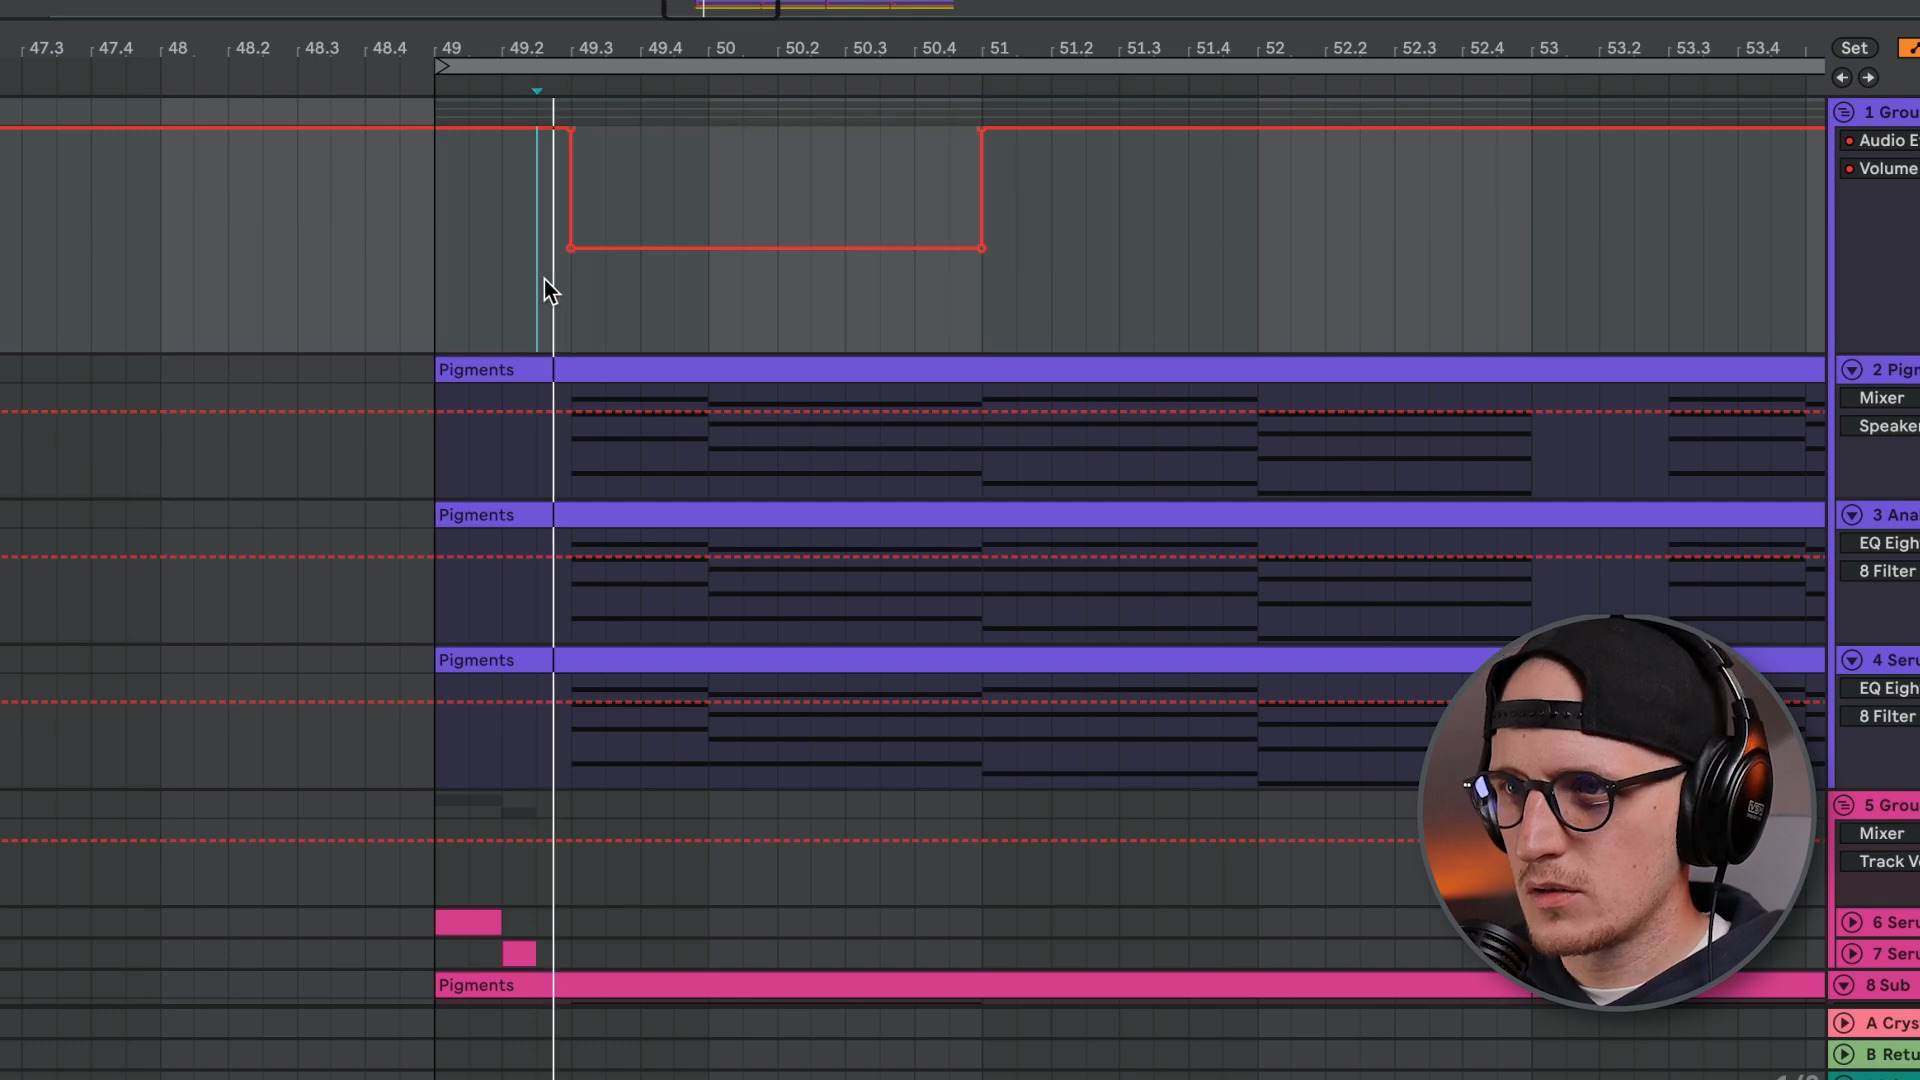 47.3 47.4 48 48.2 48.3 48.4 49 49.2 49.3 49.4 50 50.2 50.3 50.4 51 51.2 51.3 51.4 52 52.2 52.3 52.4 53 53.2 53.3 53.4 Set
1 Grou
Audio E
Volume
Pigments 2 Pigr
Mixer
Speake
Pigments 3 Ana
EQ Eigh
8 Filter
Pigments 4 Seru
EQ Eigh
8 Filter
5 Grou
Mixer
Track Vo
6 Seru
7 Seru
Pigments 8 Sub
A Crys
B Retu